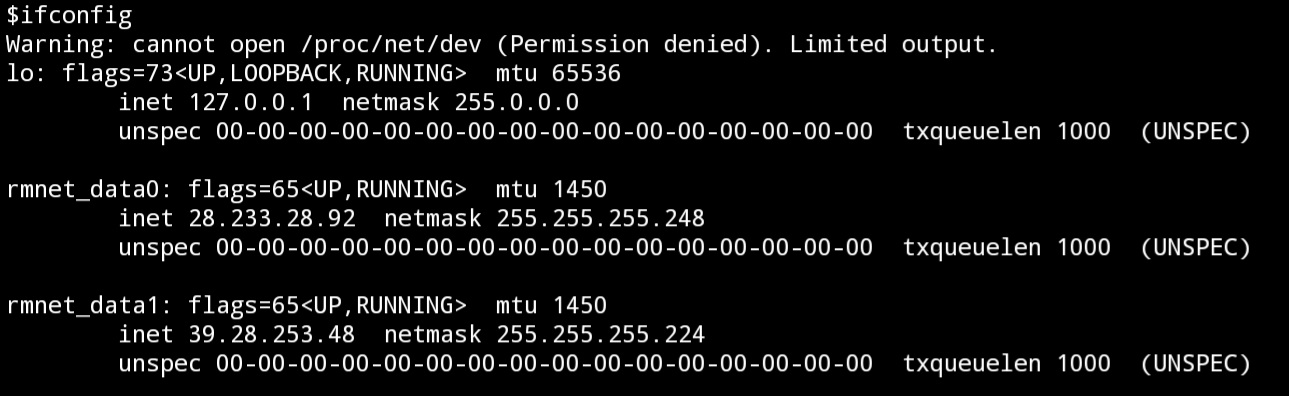 $ifconfig
Warning: cannot open /proc/net/dev (Permission denied). Limited output.
lo: flags=73<UP,LOOPBACK,RUNNING>  mtu 65536
        inet 127.0.0.1  netmask 255.0.0.0
        unspec 00-00-00-00-00-00-00-00-00-00-00-00-00-00-00-00  txqueuelen 1000  (UNSPEC)

rmnet_data0: flags=65<UP,RUNNING>  mtu 1450
        inet 28.233.28.92  netmask 255.255.255.248
        unspec 00-00-00-00-00-00-00-00-00-00-00-00-00-00-00-00  txqueuelen 1000  (UNSPEC)

rmnet_data1: flags=65<UP,RUNNING>  mtu 1450
        inet 39.28.253.48  netmask 255.255.255.224
        unspec 00-00-00-00-00-00-00-00-00-00-00-00-00-00-00-00  txqueuelen 1000  (UNSPEC)